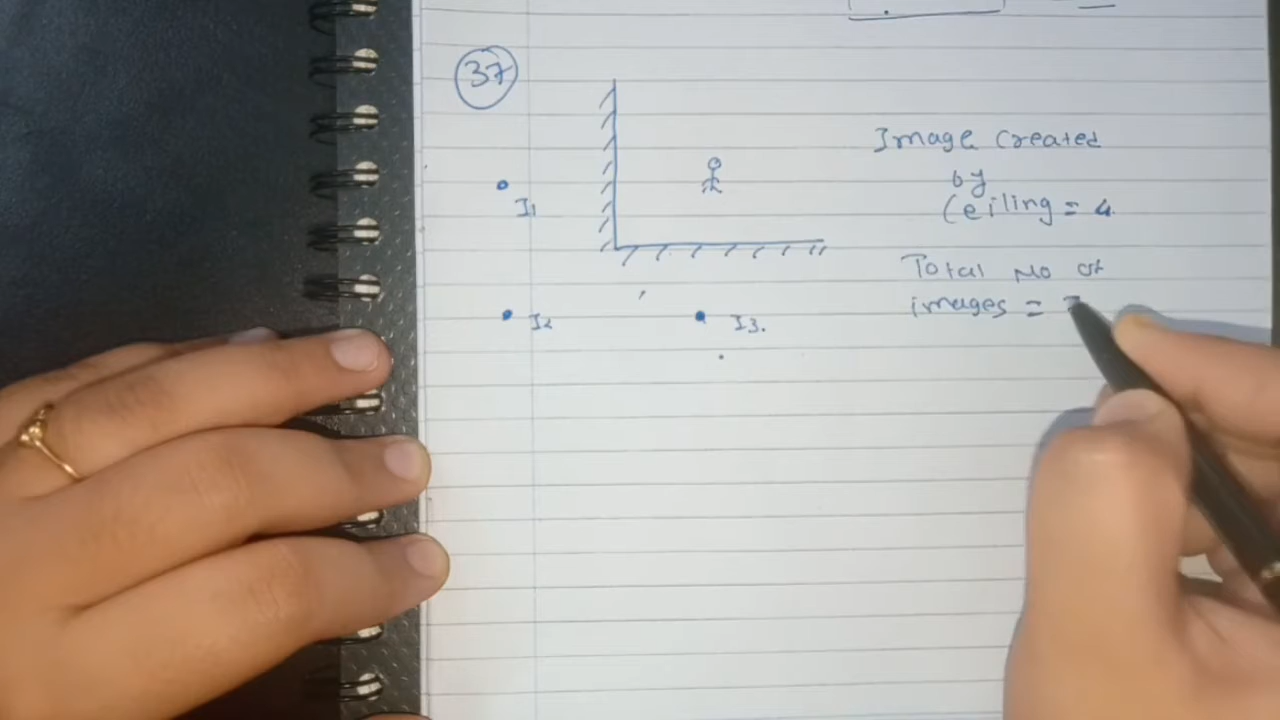 37
Image Created
by
Ceiling = 4
I1
Total No of
images =
I2
I3.